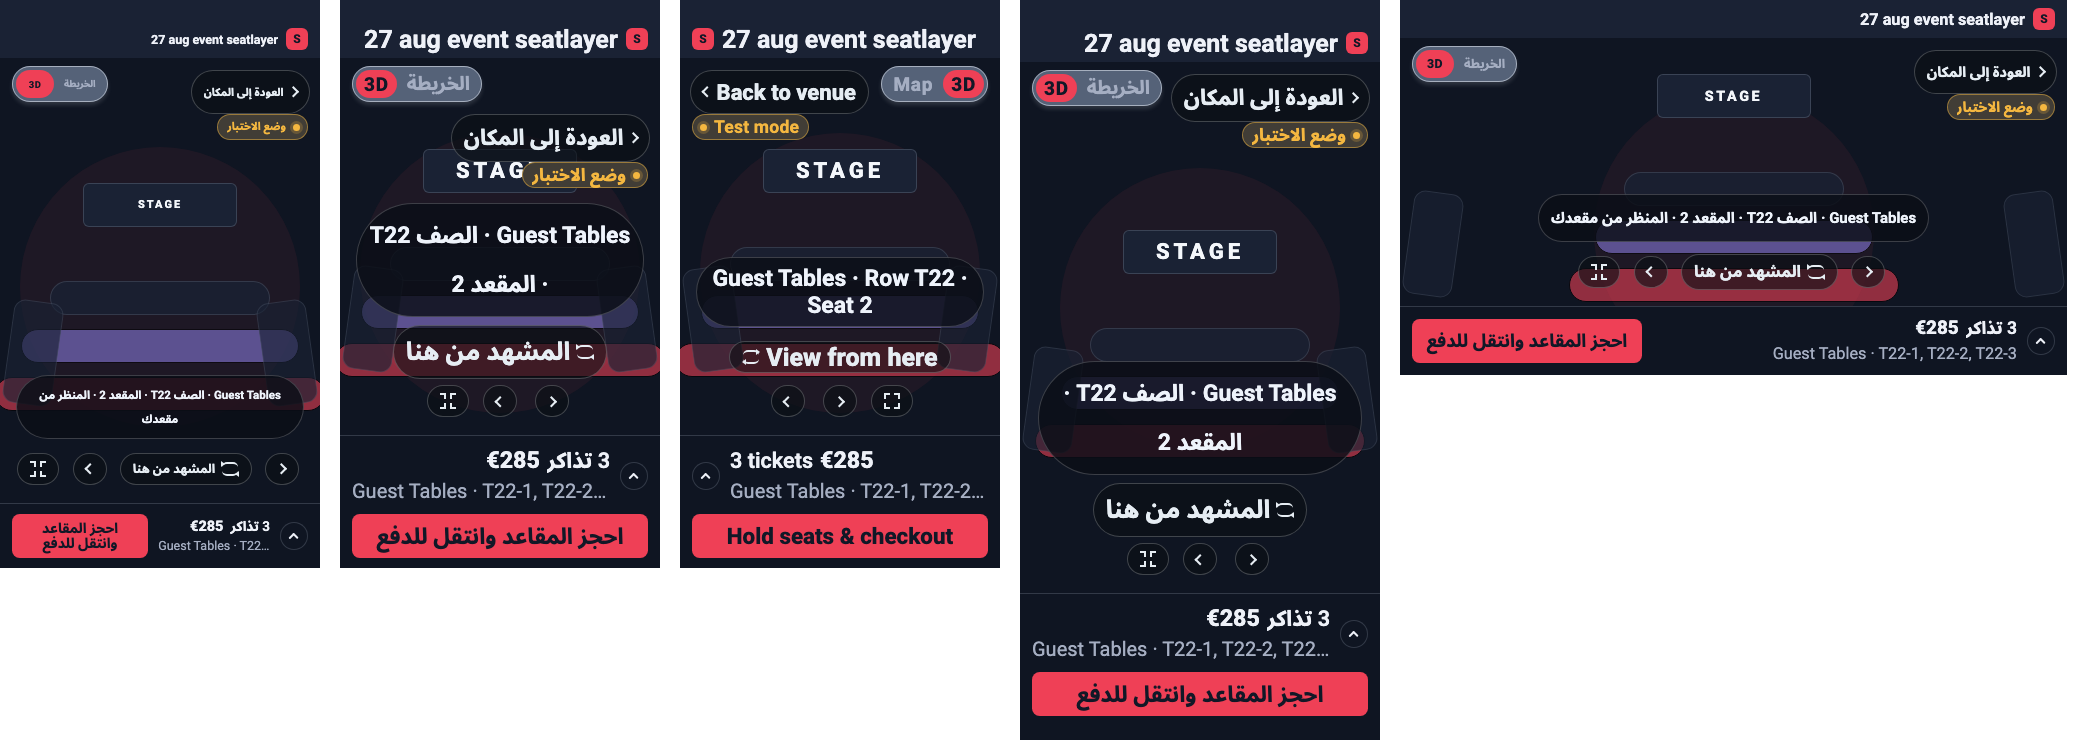 27 aug event seatlayer S
3D الخريطة
العودة إلى المكان
وضع الاختبار
STAGE
Guest Tables · الصف T22 · المقعد 2 · المنظر من
مقعدك
المشهد من هنا
3 تذاكر €285
Guest Tables · T22...
احجز المقاعد
وانتقل للدفع
27 aug event seatlayer S
3D الخريطة
العودة إلى المكان
وضع الاختبار
STAG
Guest Tables · الصف T22
· المقعد 2
المشهد من هنا
3 تذاكر €285
Guest Tables · T22-1, T22-2...
احجز المقاعد وانتقل للدفع
S 27 aug event seatlayer
Back to venue
Map 3D
Test mode
STAGE
Guest Tables · Row T22 ·
Seat 2
View from here
3 tickets €285
Guest Tables · T22-1, T22-2...
Hold seats & checkout
27 aug event seatlayer S
3D الخريطة
العودة إلى المكان
وضع الاختبار
STAGE
Guest Tables · الصف T22 ·
المقعد 2
المشهد من هنا
3 تذاكر €285
Guest Tables · T22-1, T22-2, T22...
احجز المقاعد وانتقل للدفع
27 aug event seatlayer S
3D الخريطة
العودة إلى المكان
وضع الاختبار
STAGE
Guest Tables · الصف T22 · المقعد 2 · المنظر من مقعدك
المشهد من هنا
3 تذاكر €285
Guest Tables · T22-1, T22-2, T22-3
احجز المقاعد وانتقل للدفع